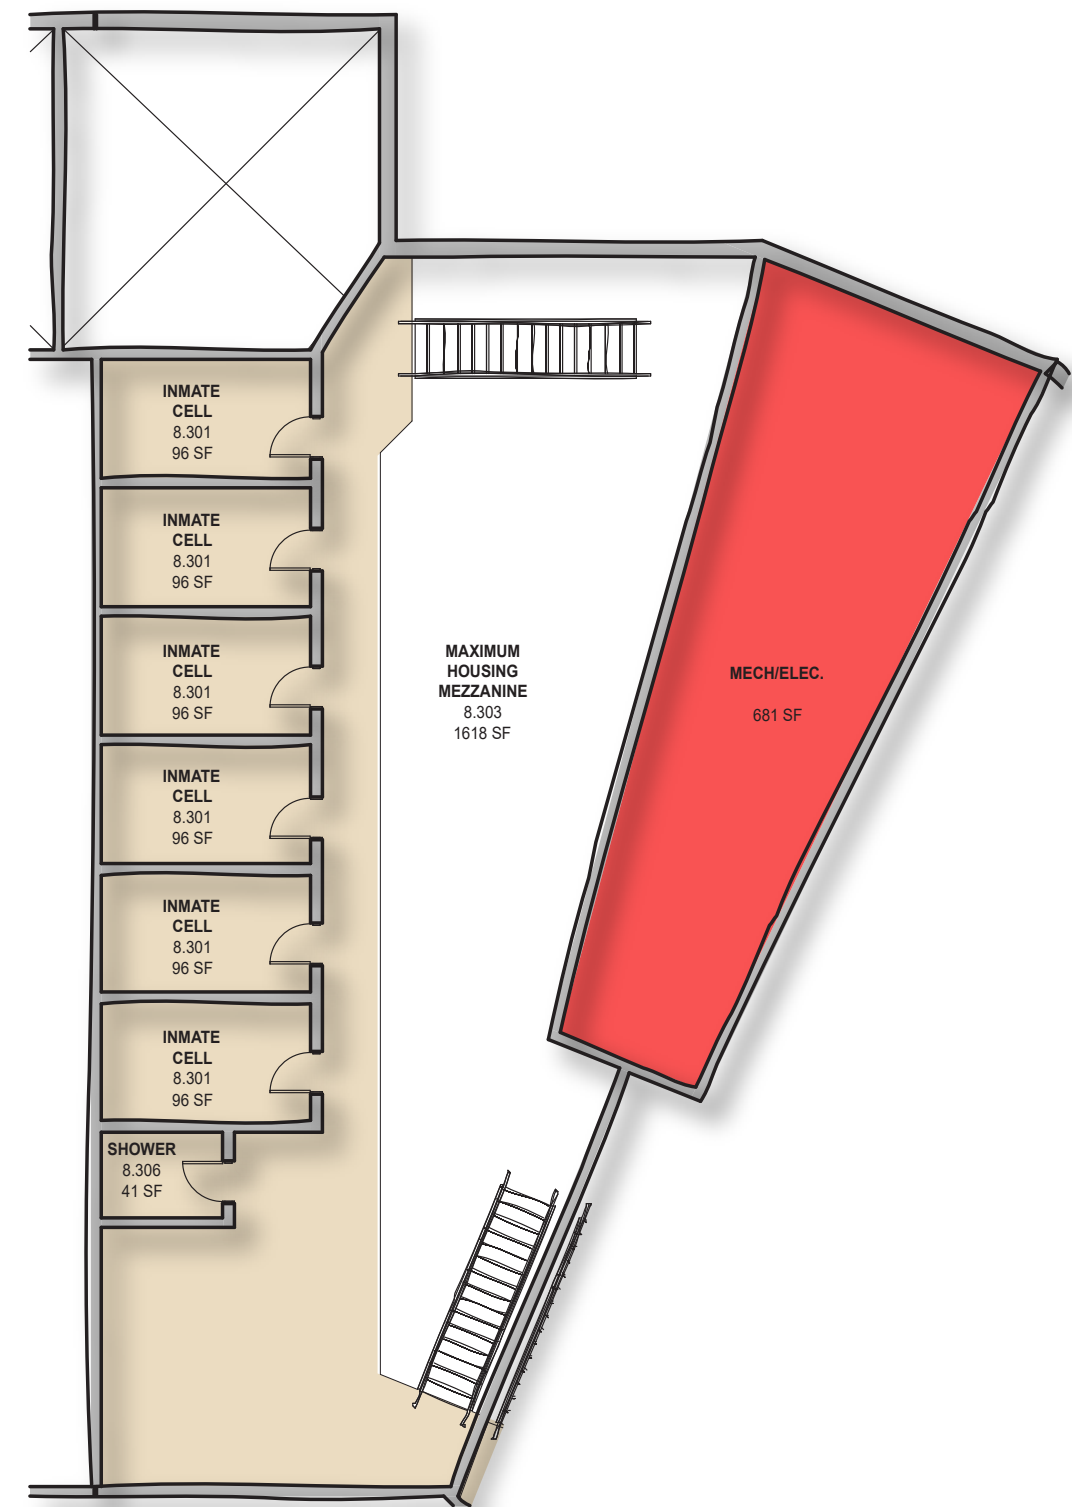 INMATE
CELL
8.301
96 SF
INMATE
CELL
8.301
96 SF
INMATE
CELL
8.301
96 SF
MAXIMUM
HOUSING
MEZZANINE
8.303
1618 SF
MECH/ELEC.
681 SF
INMATE
CELL
8.301
96 SF
INMATE
CELL
8.301
96 SF
INMATE
CELL
8.301
96 SF
SHOWER
8.306
41 SF